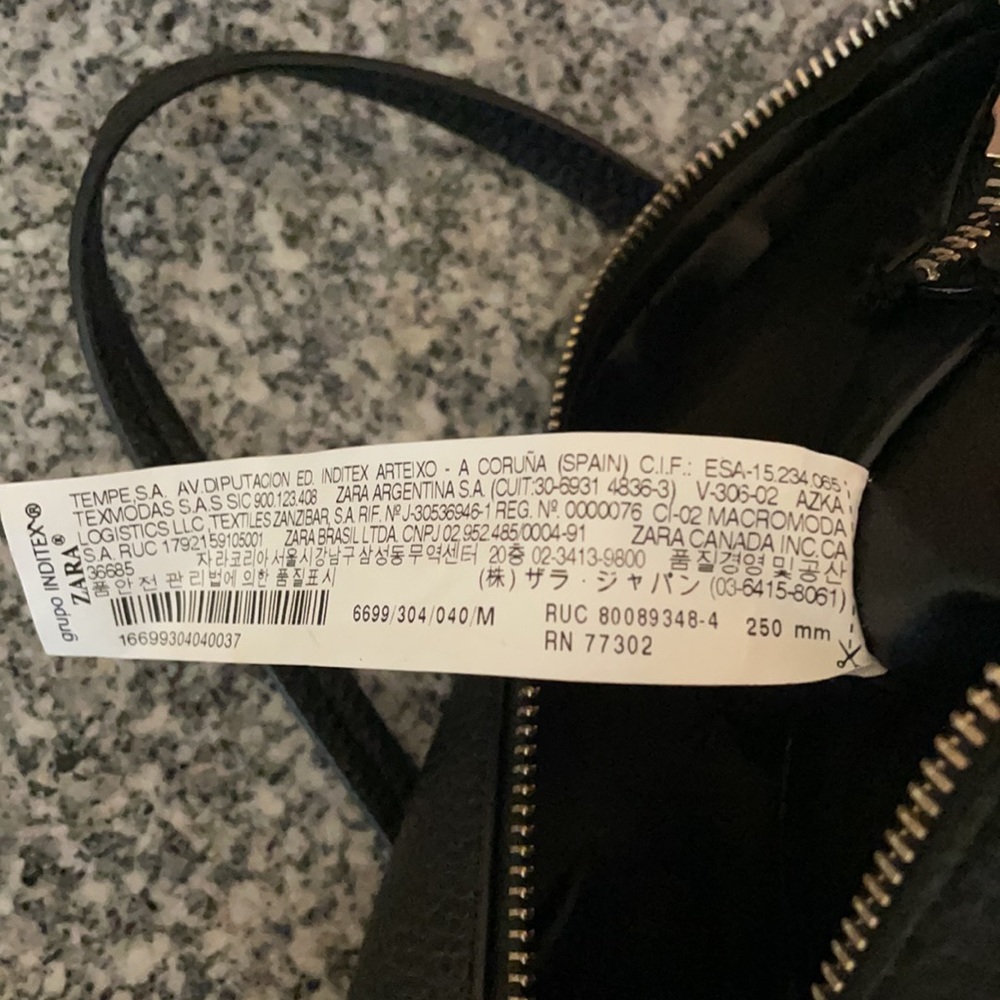 grupo INDITEX®
ZARA®
TEMPE,S.A. AV.DIPUTACION ED. INDITEX ARTEIXO - A CORUÑA (SPAIN) C.I.F.: ESA-15.234.065
TEXMODAS S.A.S SIC 900.123.408 ZARA ARGENTINA S.A. (CUIT:30-6931 4836-3) V-306-02 AZKA
LOGISTICS LLC TEXTILES ZANZIBAR, S.A. RIF. Nº J-30536946-1 REG. Nº. 0000076 CI-02 MACROMODA
S.A. RUC 1792159105001 ZARA BRASIL LTDA. CNPJ 02.952.485/0004-91 ZARA CANADA INC.CA
36685 자라코리아 서울시강남구삼성동무역센터 20층 02-3413-9800 품질경영 및 공산
품 안전 관리법에 의한 품질표시 (株) ザラ・ジャパン (03-6415-8061)
16699304040037
6699/304/040/M
RUC 80089348-4 250 mm
RN 77302